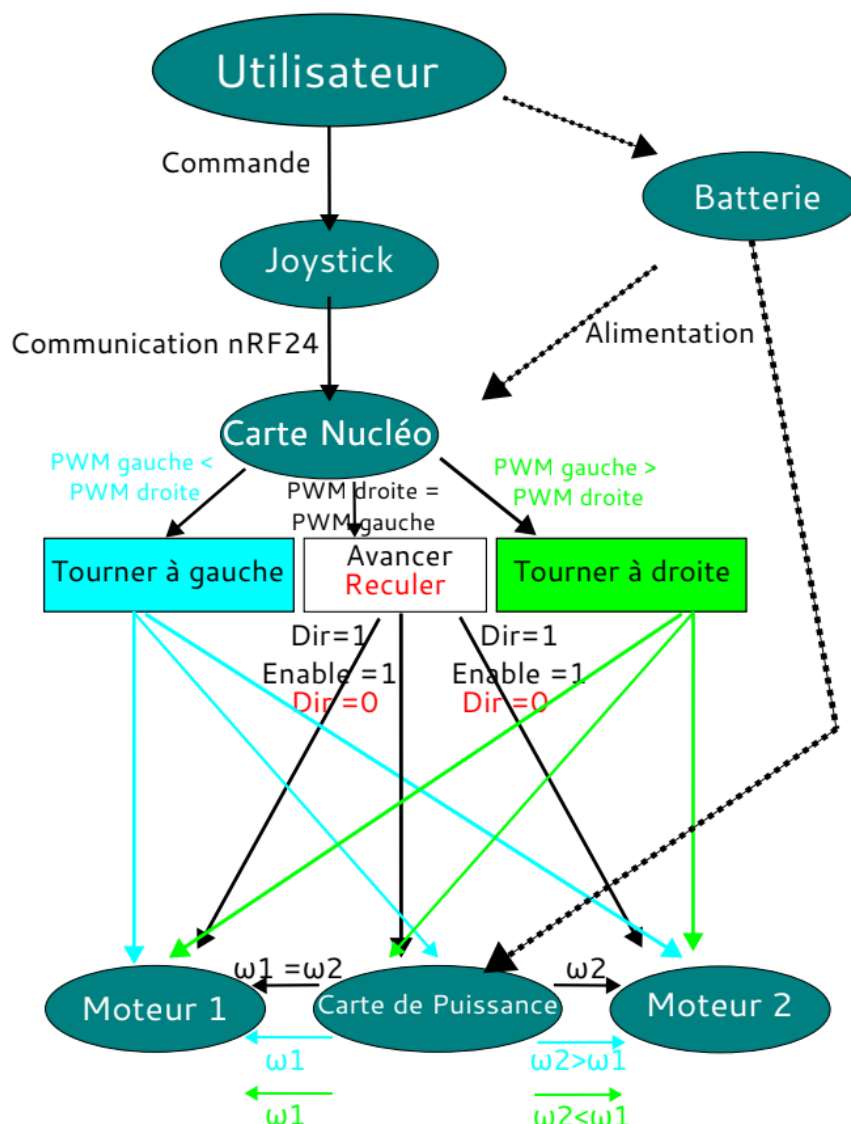 Utilisateur
Commande
Batterie
Joystick
Communication nRF24
Alimentation
Carte Nucléo
PWM gauche <
PWM droite
PWM droite =
PWM gauche
PWM gauche >
PWM droite
Tourner à gauche
Avancer
Reculer
Tourner à droite
Dir=1
Enable =1
Dir =0
Dir=1
Enable =1
Dir =0
ω1 =ω2
ω2
Moteur 1
Carte de Puissance
Moteur 2
ω1
ω2>ω1
ω1
ω2<ω1